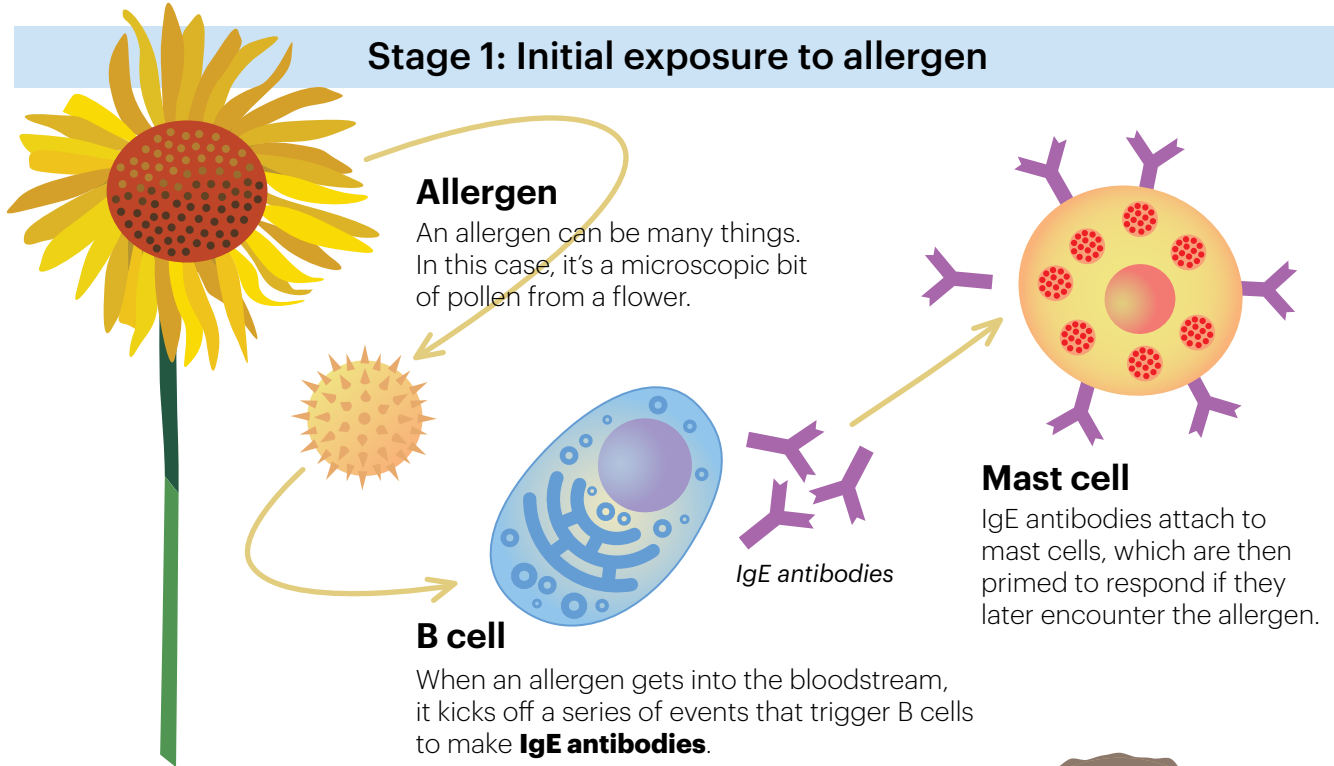 Stage 1: Initial exposure to allergen
Allergen
An allergen can be many things.
In this case, it’s a microscopic bit
of pollen from a flower.
IgE antibodies
B cell
When an allergen gets into the bloodstream,
it kicks off a series of events that trigger B cells
to make IgE antibodies.
Mast cell
IgE antibodies attach to
mast cells, which are then
primed to respond if they
later encounter the allergen.